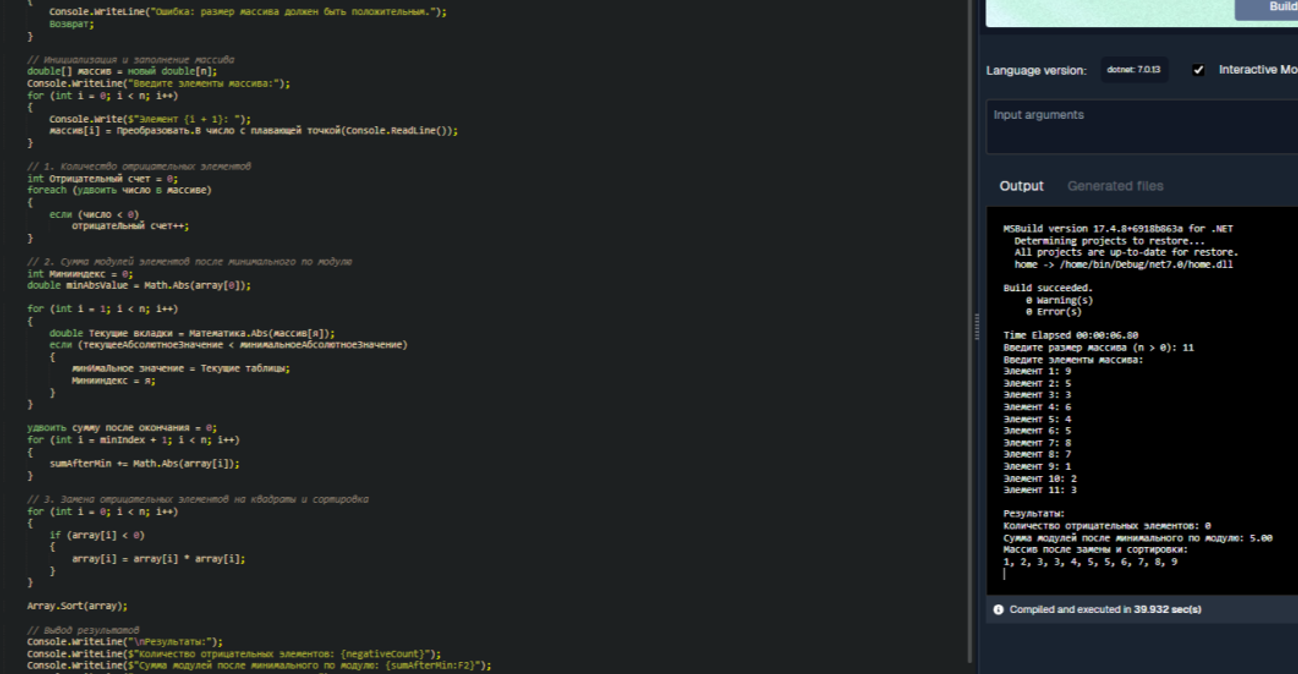 {
Console.WriteLine("Ошибка: размер массива должен быть положительным.");
Возврат;
}
// Инициализация и заполнение массива
double[] массив = новый double[n];
Console.WriteLine("Введите элементы массива:");
for (int i = 0; i < n; i++)
{
Console.Write($"Элемент {i + 1}: ");
массив[i] = Преобразовать.В число с плавающей точкой(Console.ReadLine());
}
// 1. Количество отрицательных элементов
int Отрицательный счет = 0;
foreach (удвоить число в массиве)
{
если (число < 0)
отрицательный счет++;
}
// 2. Сумма модулей элементов после минимального по модулю
int Минииндекс = 0;
double minAbsValue = Math.Abs(array[0]);
for (int i = 1; i < n; i++)
{
double Текущие вкладки = Математика.Abs(массив[я]);
если (текущееАбсолютноеЗначение < минимальноеАбсолютноеЗначение)
{
минимальное значение = Текущие таблицы;
Минииндекс = я;
}
}
удвоить сумму после окончания = 0;
for (int i = minIndex + 1; i < n; i++)
{
sumAfterMin += Math.Abs(array[i]);
}
// 3. Замена отрицательных элементов на квадраты и сортировка
for (int i = 0; i < n; i++)
{
if (array[i] < 0)
{
array[i] = array[i] * array[i];
}
}
Array.Sort(array);
// Вывод результатов
Console.WriteLine("\nРезультаты:");
Console.WriteLine($"Количество отрицательных элементов: {negativeCount}");
Console.WriteLine($"Сумма модулей после минимального по модулю: {sumAfterMin:F2}");
Build
Language version:
dotnet: 7.0.13
Interactive Mo
Input arguments
Output
Generated files
MSBuild version 17.4.8+6918b863a for .NET
Determining projects to restore...
All projects are up-to-date for restore.
home -> /home/bin/Debug/net7.0/home.dll
Build succeeded.
0 Warning(s)
0 Error(s)
Time Elapsed 00:00:06.80
Введите размер массива (n > 0): 11
Введите элементы массива:
Элемент 1: 9
Элемент 2: 5
Элемент 3: 3
Элемент 4: 6
Элемент 5: 4
Элемент 6: 5
Элемент 7: 8
Элемент 8: 7
Элемент 9: 1
Элемент 10: 2
Элемент 11: 3
Результаты:
Количество отрицательных элементов: 0
Сумма модулей после минимального по модулю: 5.00
Массив после замены и сортировки:
1, 2, 3, 3, 4, 5, 5, 6, 7, 8, 9
Compiled and executed in 39.932 sec(s)